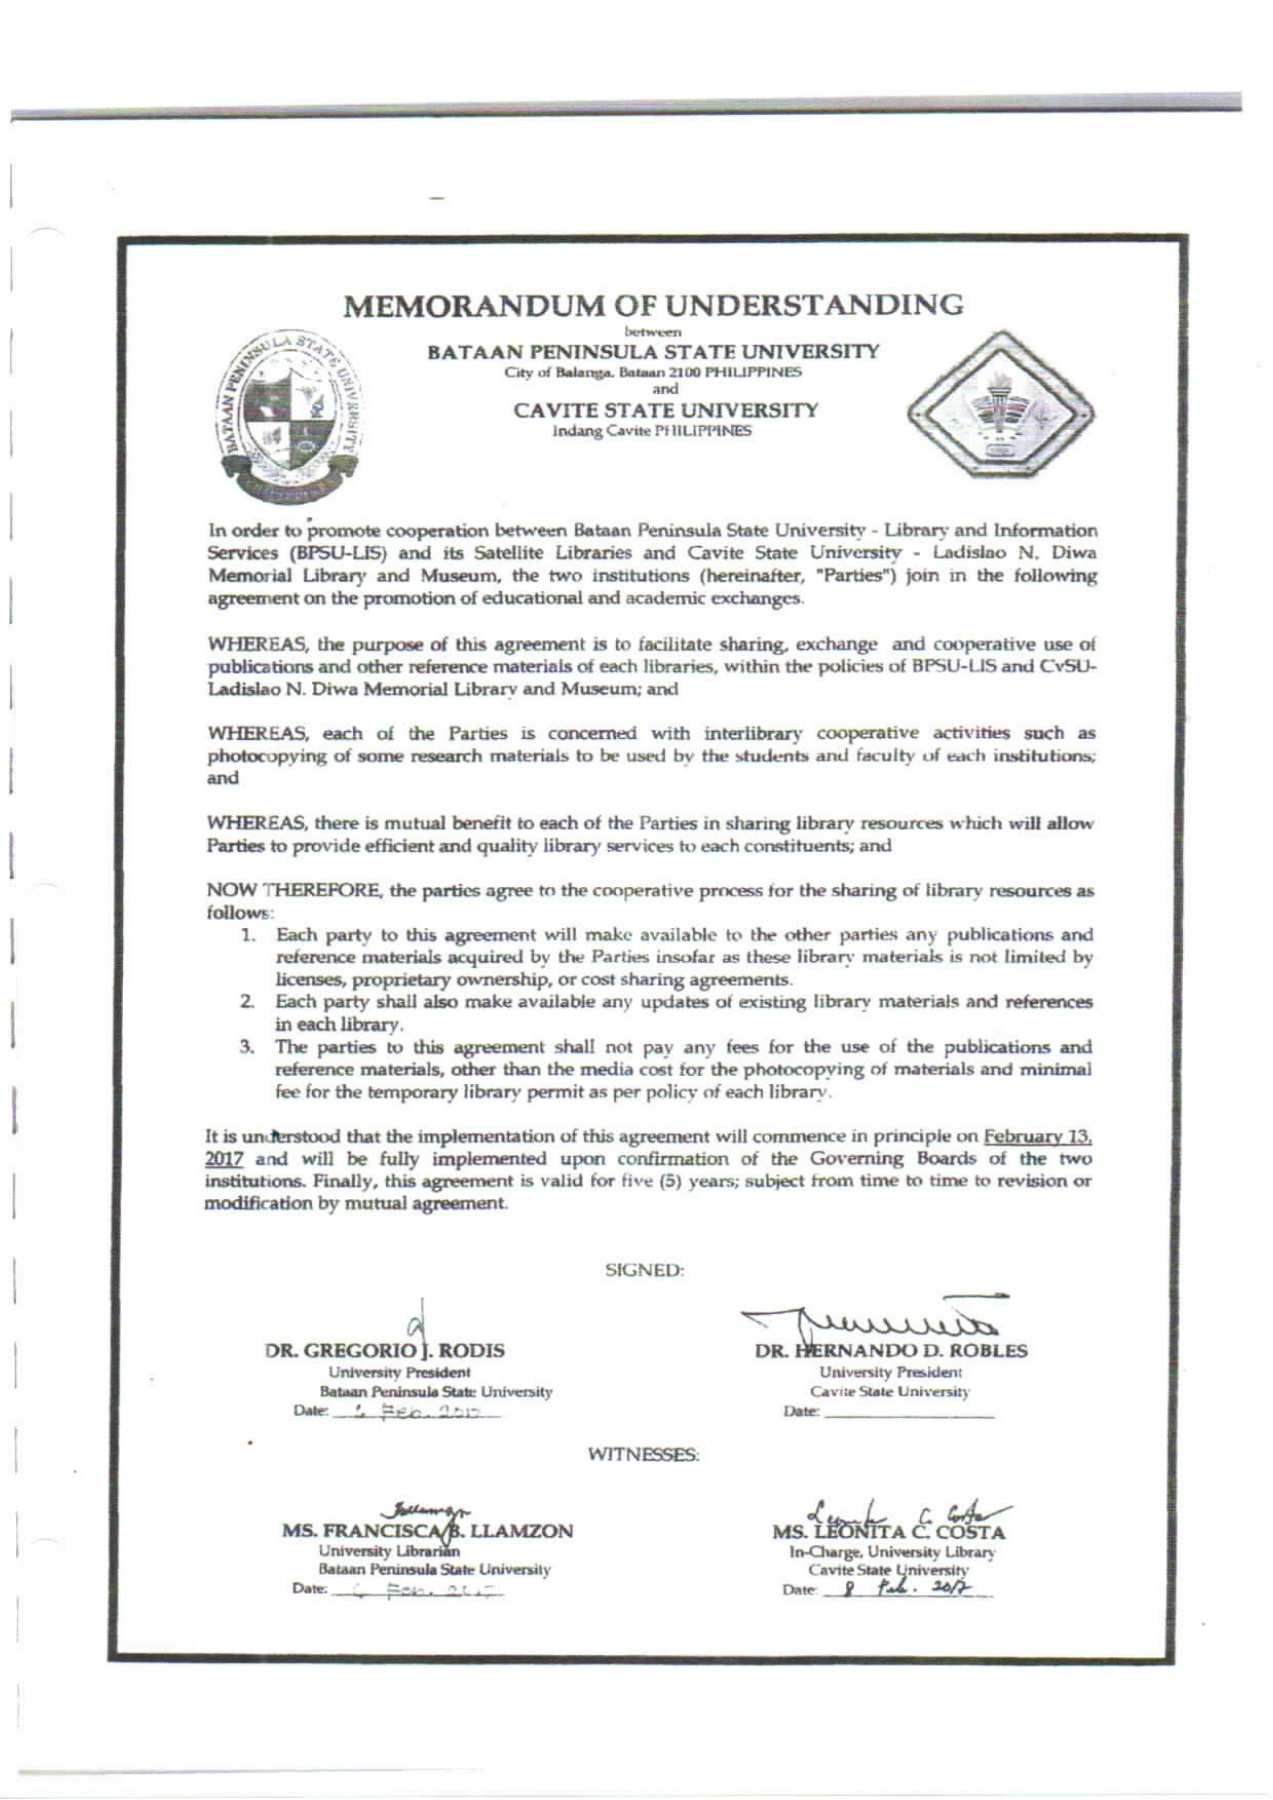 MEMORANDUM OF UNDERSTANDING
between
BATAAN PENINSULA STATE UNIVERSITY
City of Balanga, Bataan 2100 PHILIPPINES
and
CAVITE STATE UNIVERSITY
Indang Cavite PHILIPPINES
BATAAN PENINSULA STATE UNIVERSITY
In order to promote cooperation between Bataan Peninsula State University - Library and Information
Services (BPSU-LIS) and its Satellite Libraries and Cavite State University - Ladislao N. Diwa
Memorial Library and Museum, the two institutions (hereinafter, "Parties") join in the following
agreement on the promotion of educational and academic exchanges.
WHEREAS, the purpose of this agreement is to facilitate sharing, exchange and cooperative use of
publications and other reference materials of each libraries, within the policies of BPSU-LIS and CvSU-
Ladislao N. Diwa Memorial Library and Museum; and
WHEREAS, each of the Parties is concerned with interlibrary cooperative activities such as
photocopying of some research materials to be used by the students and faculty of each institutions;
and
WHEREAS, there is mutual benefit to each of the Parties in sharing library resources which will allow
Parties to provide efficient and quality library services to each constituents; and
NOW THEREFORE, the parties agree to the cooperative process for the sharing of library resources as
follows:
1. Each party to this agreement will make available to the other parties any publications and
reference materials acquired by the Parties insofar as these library materials is not limited by
licenses, proprietary ownership, or cost sharing agreements.
2. Each party shall also make available any updates of existing library materials and references
in each library.
3. The parties to this agreement shall not pay any fees for the use of the publications and
reference materials, other than the media cost for the photocopying of materials and minimal
fee for the temporary library permit as per policy of each library.
It is understood that the implementation of this agreement will commence in principle on February 13,
2017 and will be fully implemented upon confirmation of the Governing Boards of the two
institutions. Finally, this agreement is valid for five (5) years; subject from time to time to revision or
modification by mutual agreement.
SIGNED:
DR. GREGORIO J. RODIS
University President
Bataan Peninsula State University
Date: Feb. 2017
DR. HERNANDO D. ROBLES
University President
Cavite State University
Date:
WITNESSES:
MS. FRANCISCA B. LLAMZON
University Librarian
Bataan Peninsula State University
Date: Feb. 2017
Leonita C. Costa
MS. LEONITA C. COSTA
In-Charge, University Library
Cavite State University
Date: 8 Feb. 2017